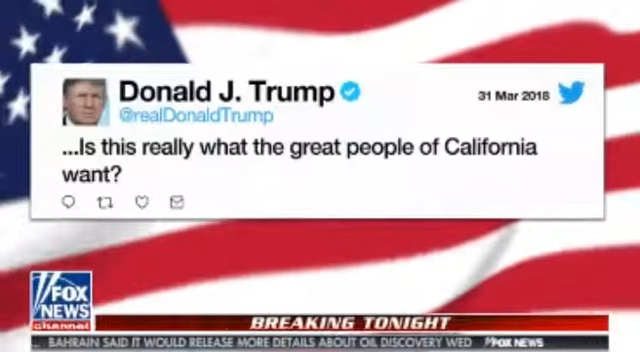 Donald J. Trump
31 Mar 2018
@realDonaldTrump
...Is this really what the great people of California
want?
FOX
NEWS
channel
BREAKING TONIGHT
BAHRAIN SAID IT WOULD RELEASE MORE DETAILS ABOUT OIL DISCOVERY WED
FOX NEWS